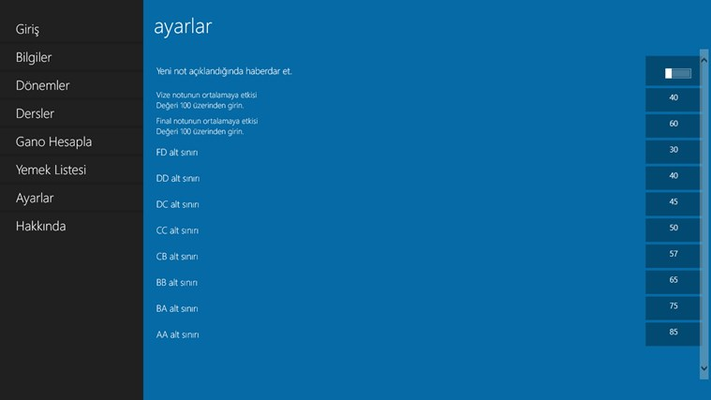 Giriş
Bilgiler
Dönemler
Dersler
Gano Hesapla
Yemek Listesi
Ayarlar
Hakkında
ayarlar
Yeni not açıklandığında haberdar et.
Vize notunun ortalamaya etkisi
Değeri 100 üzerinden girin.
40
Final notunun ortalamaya etkisi
Değeri 100 üzerinden girin.
60
FD alt sınırı
30
DD alt sınırı
40
DC alt sınırı
45
CC alt sınırı
50
CB alt sınırı
57
BB alt sınırı
65
BA alt sınırı
75
AA alt sınırı
85